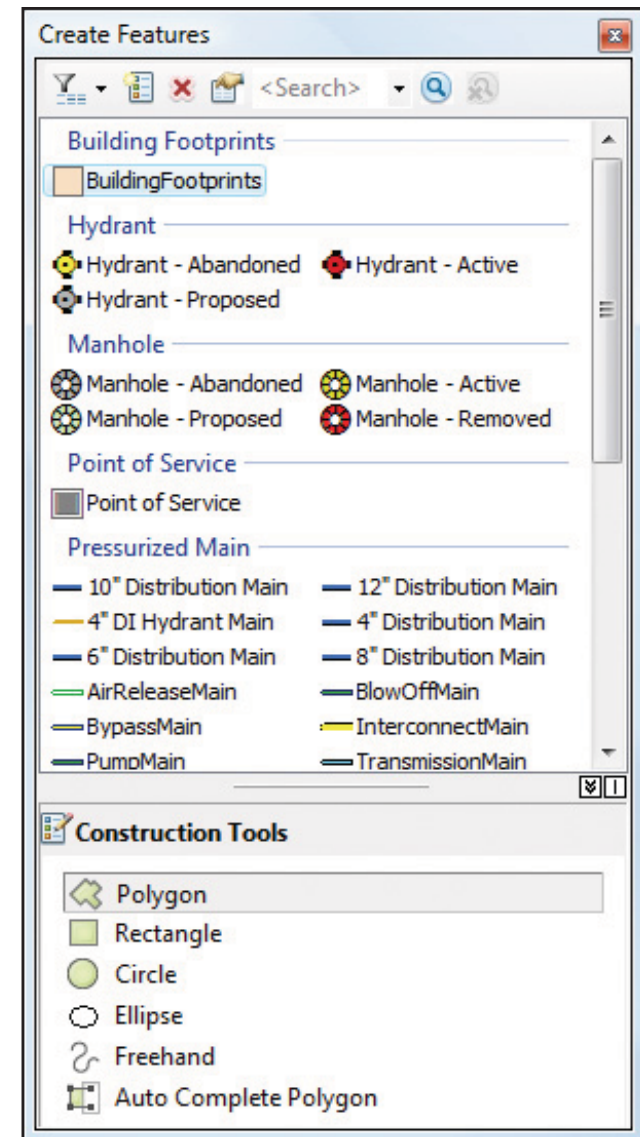 Create Features
<Search>
Building Footprints
BuildingFootprints
Hydrant
Hydrant - Abandoned Hydrant - Active
Hydrant - Proposed
Manhole
Manhole - Abandoned Manhole - Active
Manhole - Proposed Manhole - Removed
Point of Service
Point of Service
Pressurized Main
10" Distribution Main 12" Distribution Main
4" DI Hydrant Main 4" Distribution Main
6" Distribution Main 8" Distribution Main
AirReleaseMain BlowOffMain
BypassMain InterconnectMain
PumpMain TransmissionMain
Construction Tools
Polygon
Rectangle
Circle
Ellipse
Freehand
Auto Complete Polygon